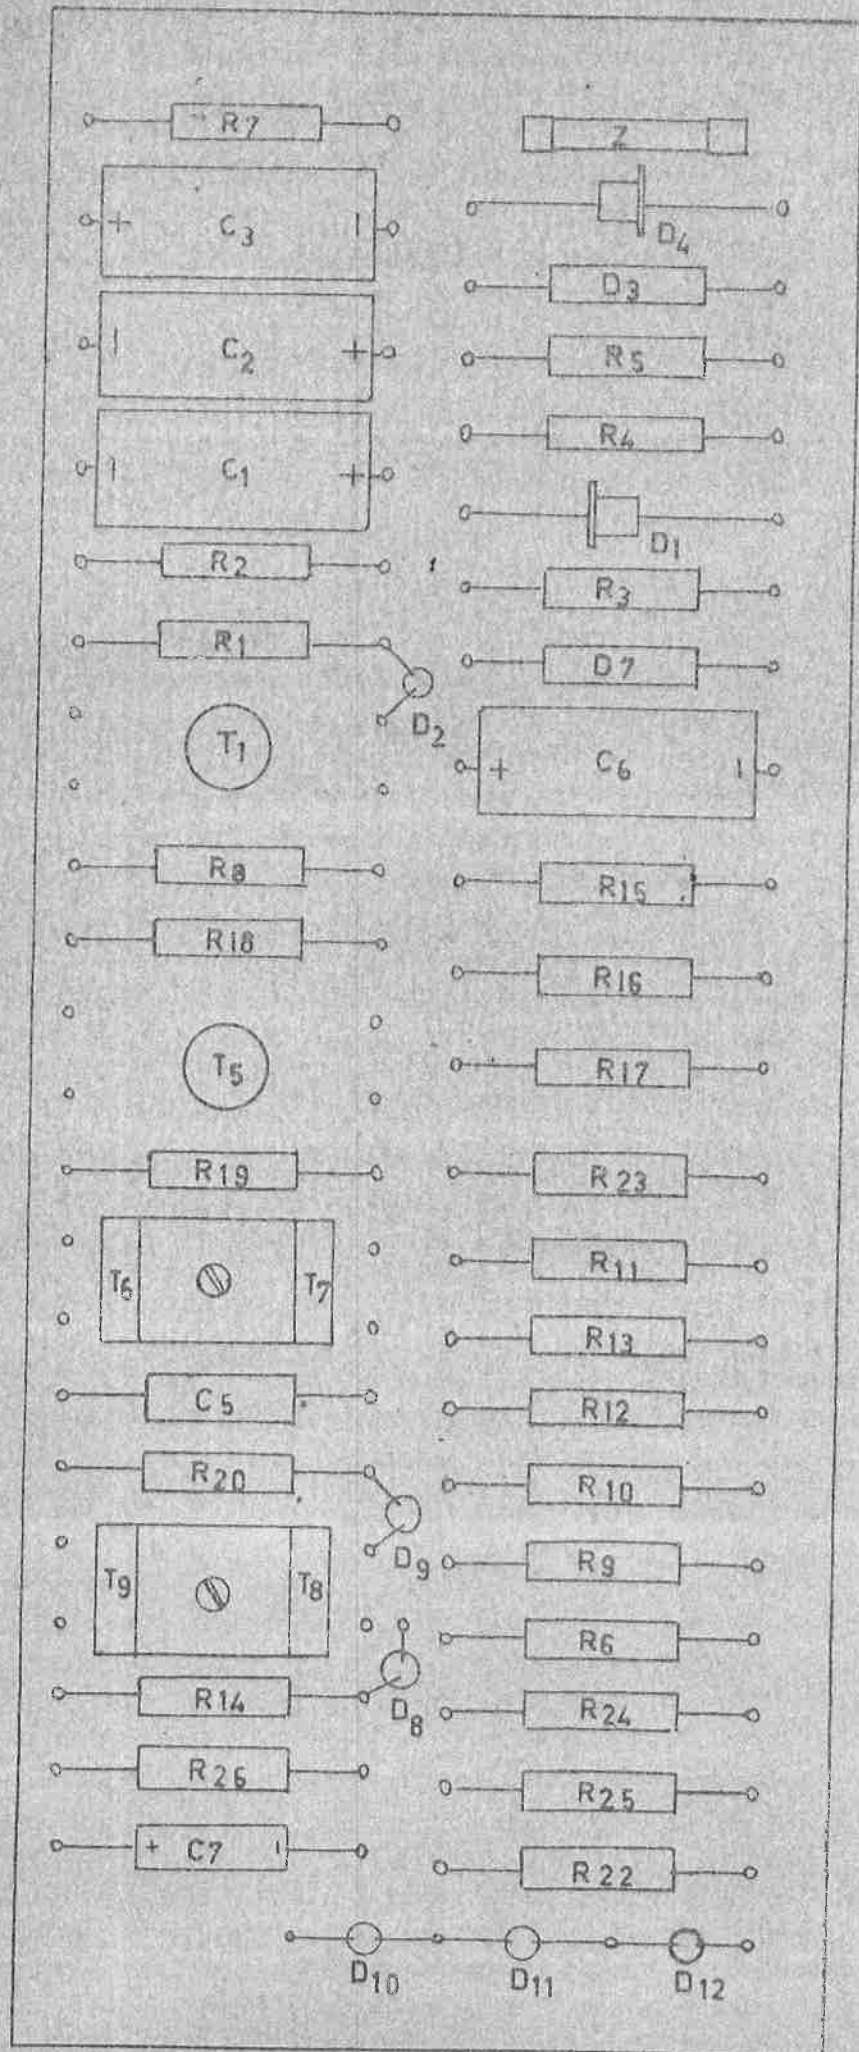 R7
Z
+ C3 -
D4
D3
- C2 +
R5
R4
- C1 +
D1
R2
R3
R1
D7
D2
T1
+ C6 -
R8
R15
R18
R16
T5
R17
R19
R23
R11
T6
T7
R13
C5
R12
R20
R10
D9
R9
T9
T8
R6
R14
D8
R24
R26
R25
+ C7 -
R22
D10
D11
D12